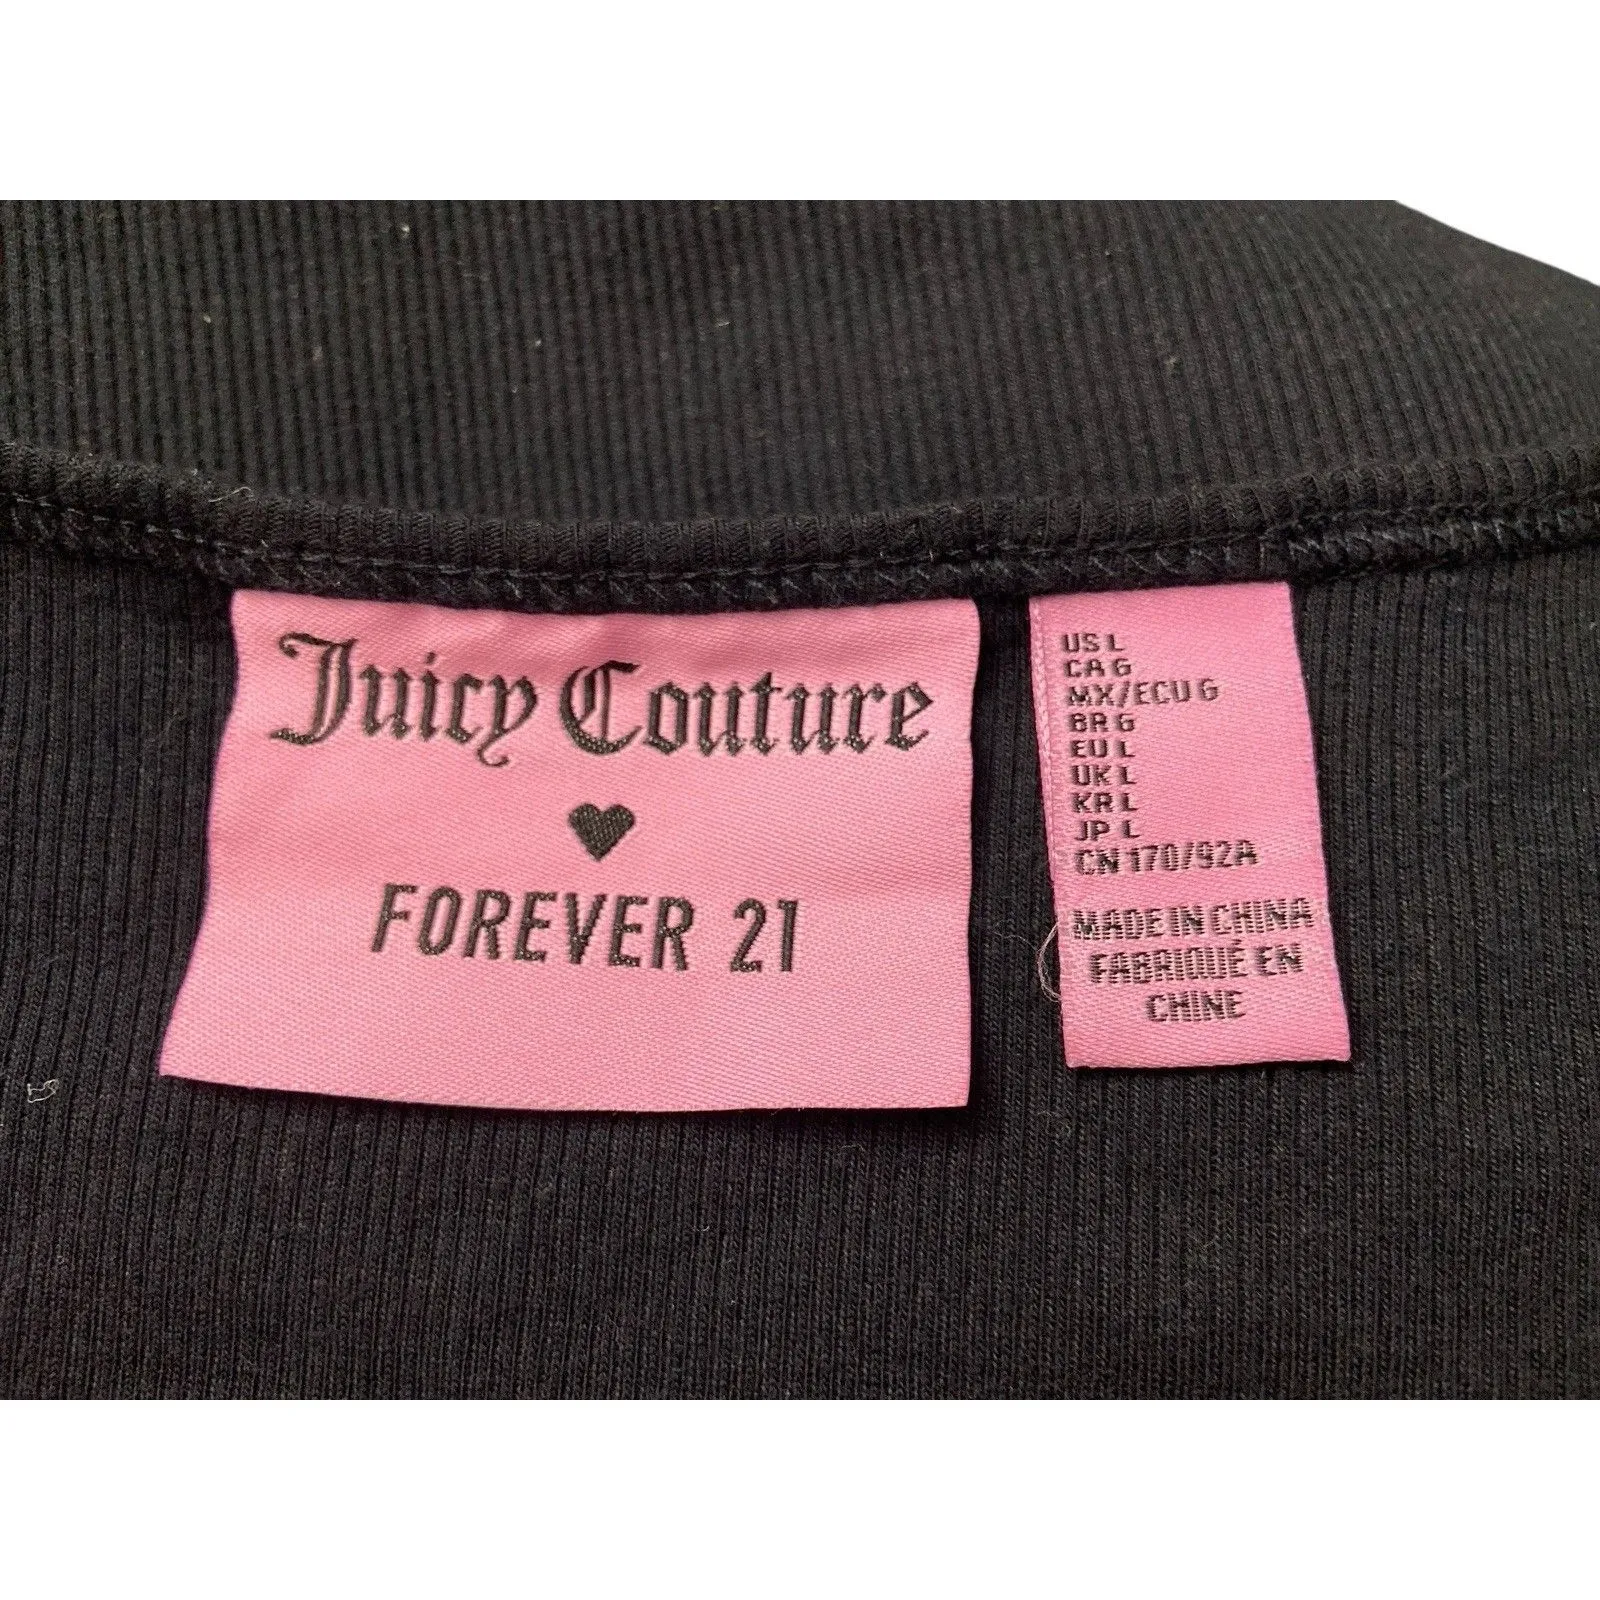 Juicy Couture
FOREVER 21
US L
CA G
MX/ECU G
BR G
EU L
UK L
KR L
JP L
CN 170/92A
MADE IN CHINA
FABRIQUÉ EN
CHINE